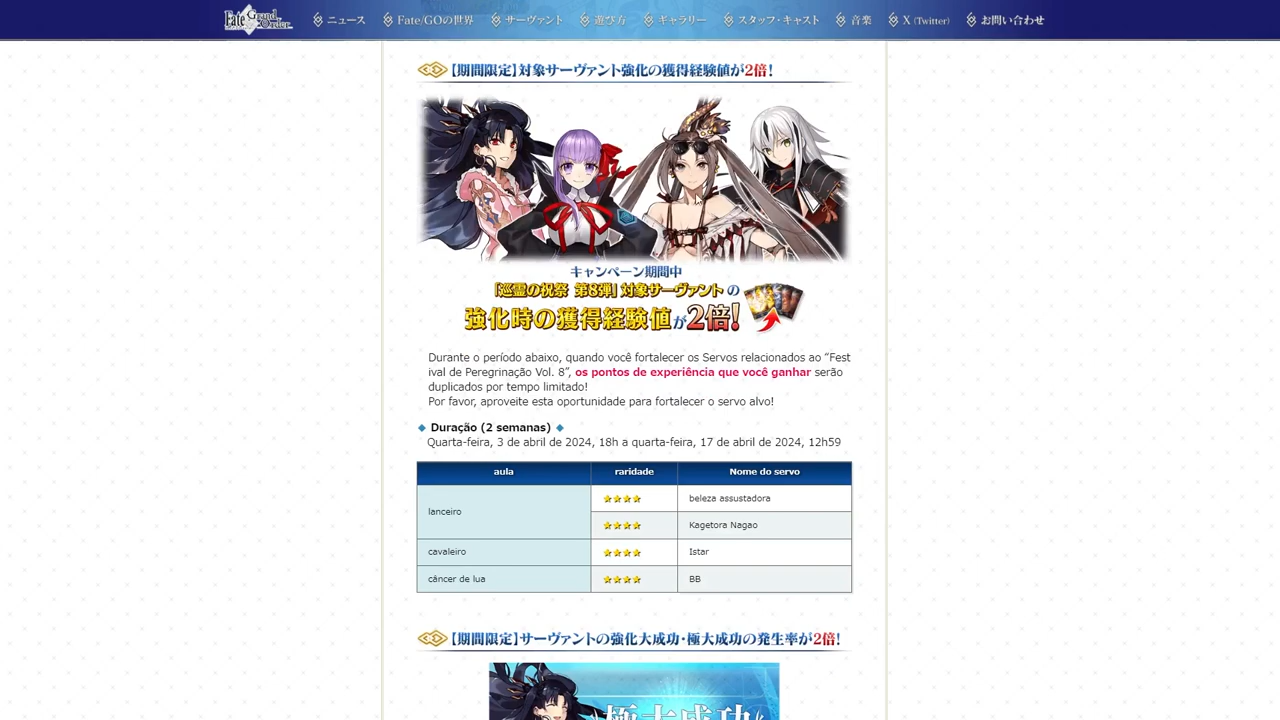 Fate Grand Order
ニュース
Fate/GOの世界
サーヴァント
遊び方
ギャラリー
スタッフ・キャスト
音楽
X (Twitter)
お問い合わせ
【期間限定】対象サーヴァント強化の獲得経験値が2倍!
キャンペーン期間中
「巡霊の祝祭 第8弾」対象サーヴァントの
強化時の獲得経験値が2倍!
Durante o período abaixo, quando você fortalecer os Servos relacionados ao “Fest
ival de Peregrinação Vol. 8”, os pontos de experiência que você ganhar serão
duplicados por tempo limitado!
Por favor, aproveite esta oportunidade para fortalecer o servo alvo!
◆ Duração (2 semanas) ◆
Quarta-feira, 3 de abril de 2024, 18h a quarta-feira, 17 de abril de 2024, 12h59
aula raridade Nome do servo
lanceiro ★★★★ beleza assustadora
★★★★ Kagetora Nagao
cavaleiro ★★★★ Istar
câncer de lua ★★★★ BB
【期間限定】サーヴァントの強化大成功・極大成功の発生率が2倍!
極大成功